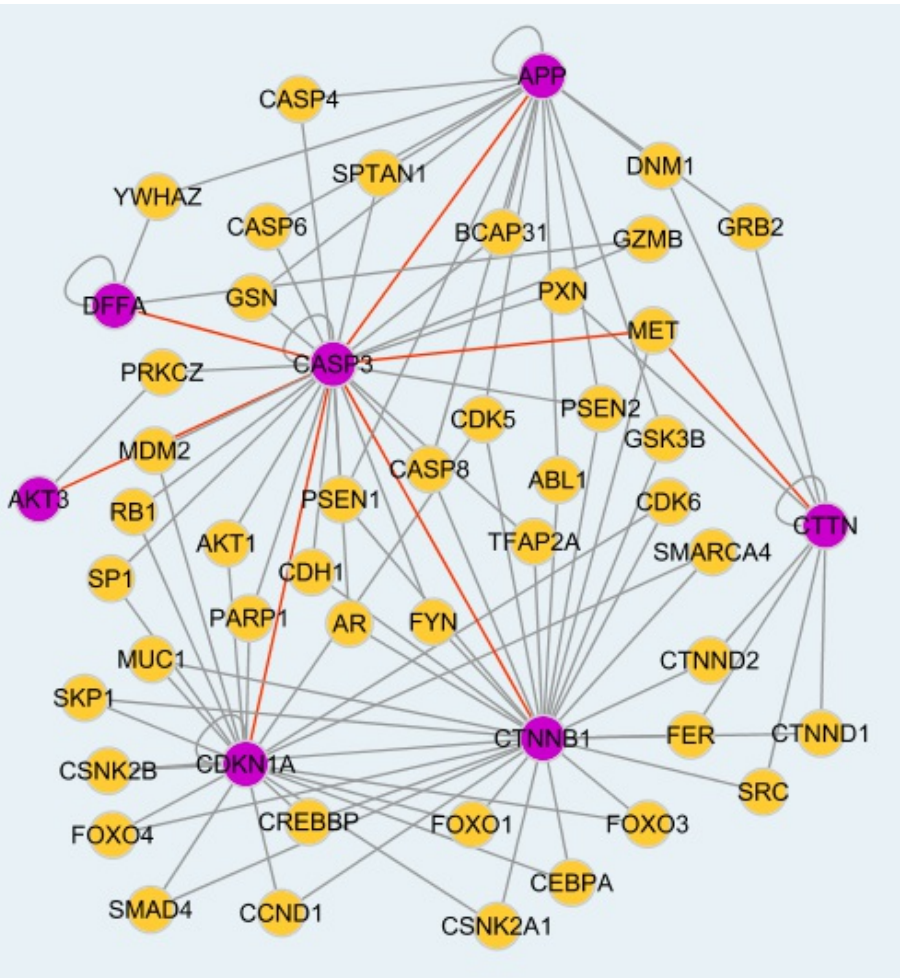 APP
CASP4
DNM1
SPTAN1
YWHAZ
CASP6
BCAP31
GRB2
GZMB
PXN
GSN
DFFA
MET
CASP3
PRKCZ
PSEN2
CDK5
GSK3B
MDM2
CASP8
ABL1
AKT3
PSEN1
CDK6
RB1
CTTN
AKT1
TFAP2A
SMARCA4
SP1
CDH1
PARP1
AR
FYN
MUC1
CTNND2
SKP1
CTNNB1
FER
CTNND1
CSNK2B
CDKN1A
SRC
FOXO4
CREBBP
FOXO1
FOXO3
CEBPA
SMAD4
CCND1
CSNK2A1